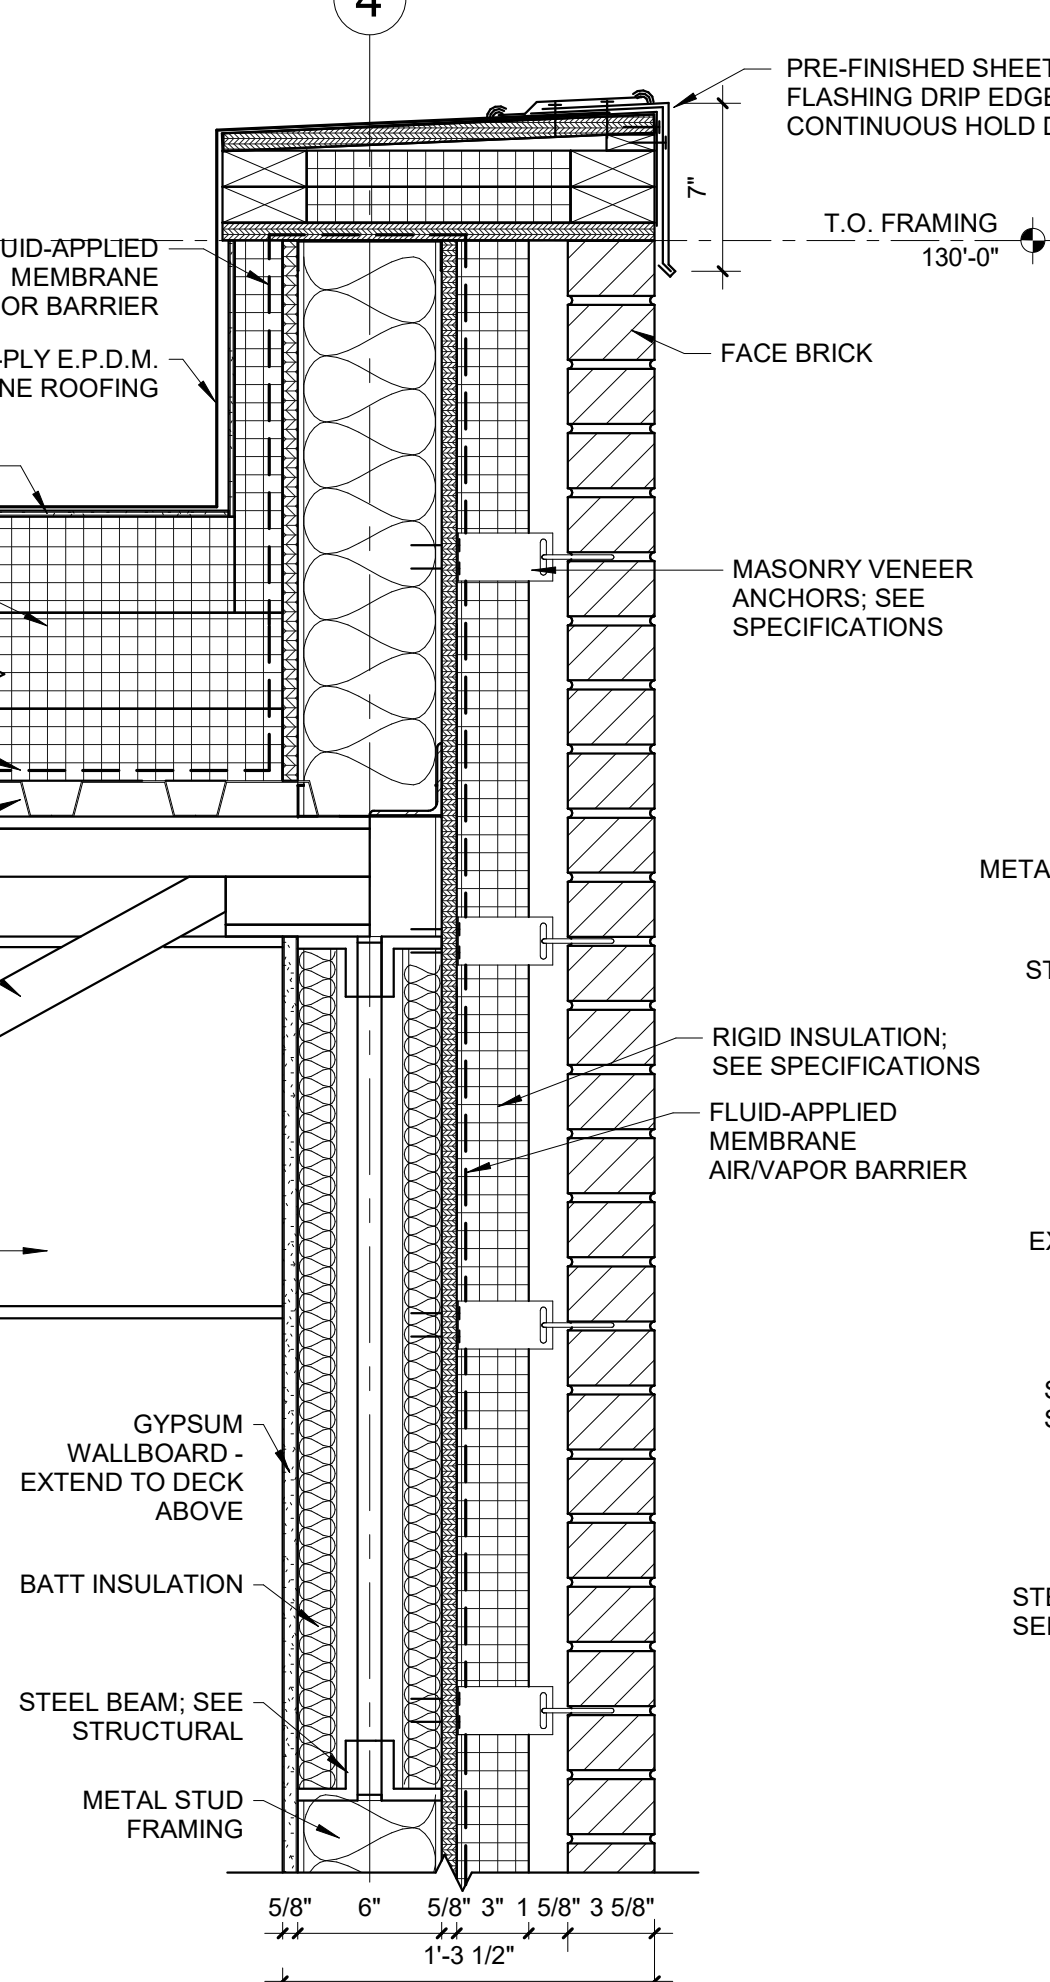 4
PRE-FINISHED SHEET
FLASHING DRIP EDGE
CONTINUOUS HOLD D
7"
T.O. FRAMING
130'-0"
UID-APPLIED
MEMBRANE
OR BARRIER
-PLY E.P.D.M.
NE ROOFING
FACE BRICK
MASONRY VENEER
ANCHORS; SEE
SPECIFICATIONS
META
ST
RIGID INSULATION;
SEE SPECIFICATIONS
FLUID-APPLIED
MEMBRANE
AIR/VAPOR BARRIER
EX
S
S
GYPSUM
WALLBOARD -
EXTEND TO DECK
ABOVE
BATT INSULATION
STE
SE
STEEL BEAM; SEE
STRUCTURAL
METAL STUD
FRAMING
5/8" 6" 5/8" 3" 1 5/8" 3 5/8"
1'-3 1/2"